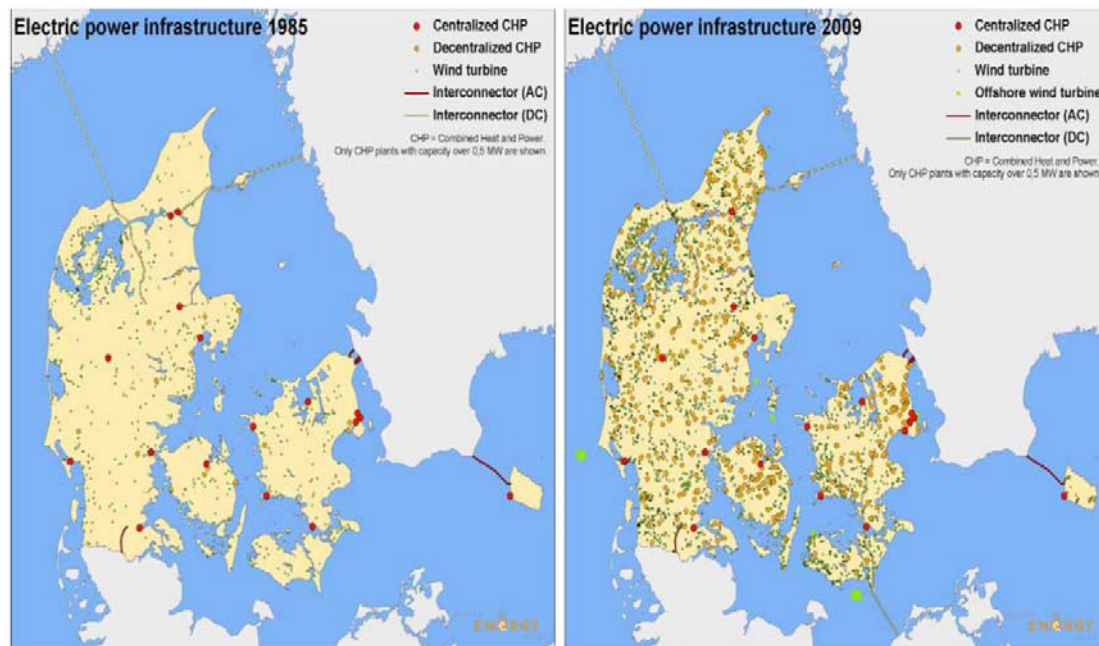 Electric power infrastructure 1985
Centralized CHP
Decentralized CHP
Wind turbine
Interconnector (AC)
Interconnector (DC)
CHP = Combined Heat and Power.
Only CHP plants with capacity over 0,5 MW are shown.
ENERGY
Electric power infrastructure 2009
Centralized CHP
Decentralized CHP
Wind turbine
Offshore wind turbine
Interconnector (AC)
Interconnector (DC)
CHP = Combined Heat and Power.
Only CHP plants with capacity over 0,5 MW are shown.
ENERGY